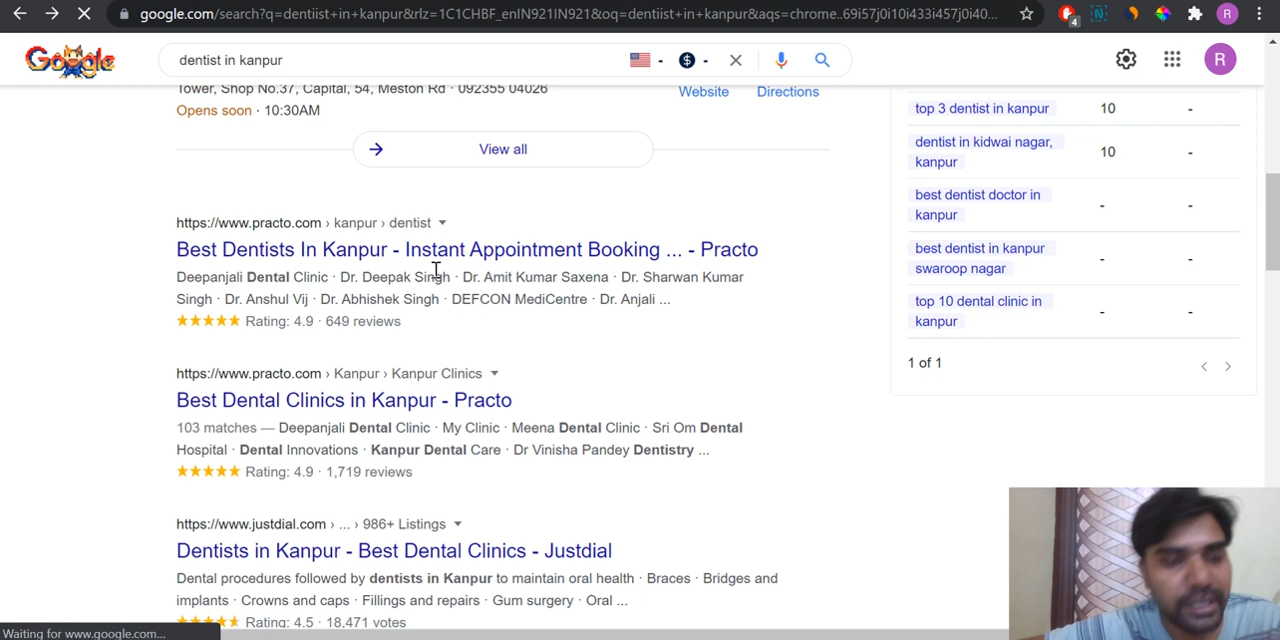 google.com/search?q=dentiist+in+kanpur&rlz=1C1CHBF_enIN921IN921&oq=dentiist+in+kanpur&aqs=chrome..69i57j0i10i433i457j0i40...
4
R
Google
dentist in kanpur
R
Tower, Shop No.37, Capital, 54, Meston Rd · 092355 04026
Opens soon · 10:30AM
Website
Directions
View all
https://www.practo.com › kanpur › dentist
Best Dentists In Kanpur - Instant Appointment Booking ... - Practo
Deepanjali Dental Clinic · Dr. Deepak Singh · Dr. Amit Kumar Saxena · Dr. Sharwan Kumar
Singh · Dr. Anshul Vij · Dr. Abhishek Singh · DEFCON MediCentre · Dr. Anjali ...
Rating: 4.9 · 649 reviews
https://www.practo.com › Kanpur › Kanpur Clinics
Best Dental Clinics in Kanpur - Practo
103 matches — Deepanjali Dental Clinic · My Clinic · Meena Dental Clinic · Sri Om Dental
Hospital · Dental Innovations · Kanpur Dental Care · Dr Vinisha Pandey Dentistry ...
Rating: 4.9 · 1,719 reviews
https://www.justdial.com › ... › 986+ Listings
Dentists in Kanpur - Best Dental Clinics - Justdial
Dental procedures followed by dentists in Kanpur to maintain oral health · Braces · Bridges and
implants · Crowns and caps · Fillings and repairs · Gum surgery · Oral ...
Rating: 4.5 · 18,471 votes
top 3 dentist in kanpur 10 -
dentist in kidwai nagar,
kanpur 10 -
best dentist doctor in
kanpur - -
best dentist in kanpur
swaroop nagar - -
top 10 dental clinic in
kanpur - -
1 of 1
Waiting for www.google.com...